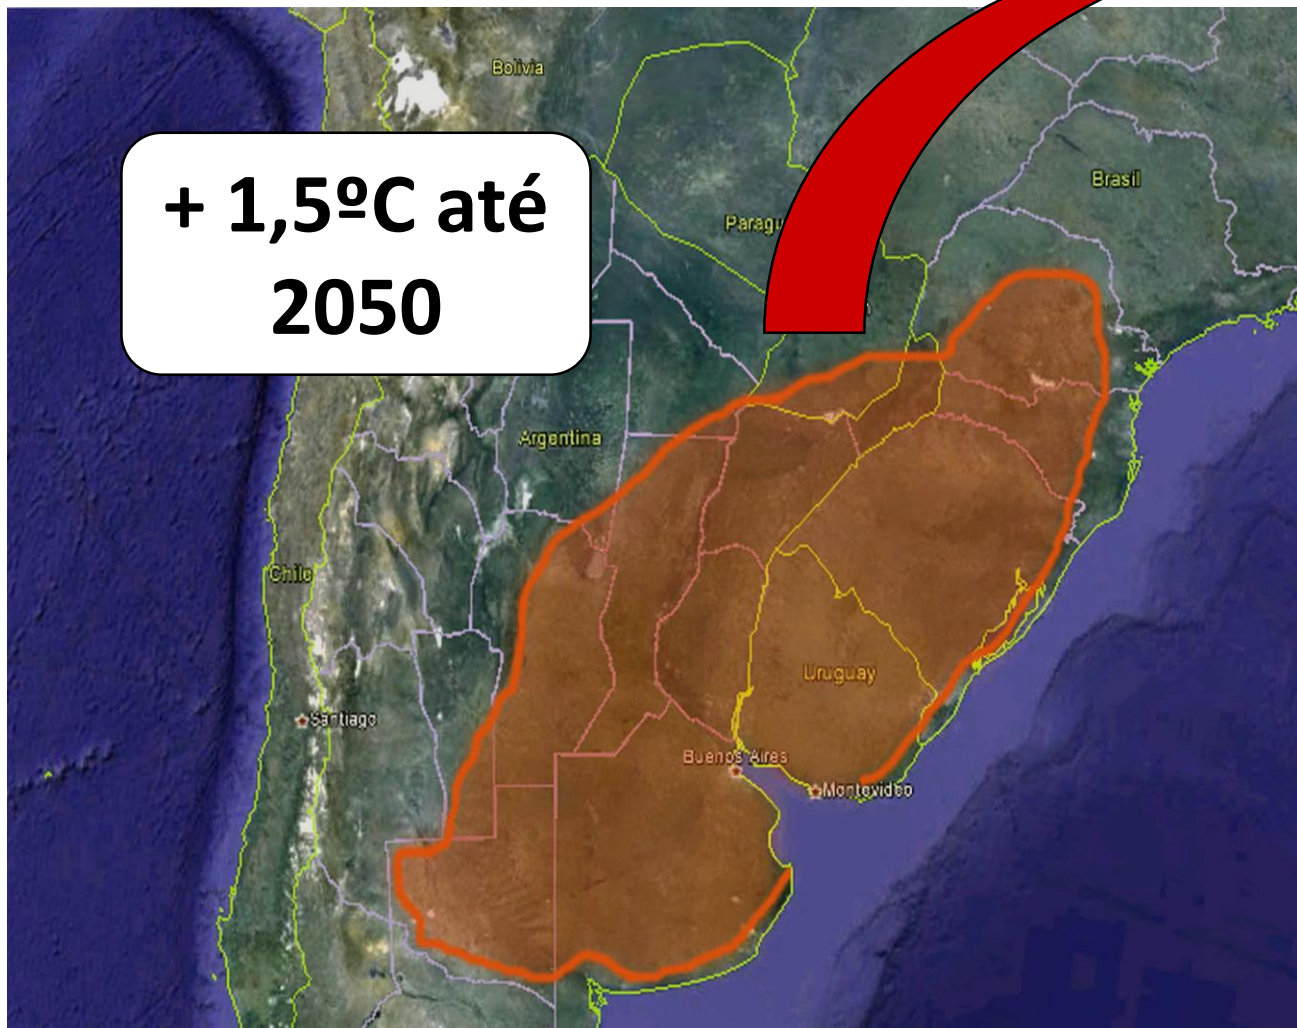 Bolivia
+ 1,5ºC até
2050
Brasil
Paragu
Argentina
Chile
Uruguay
Santiago
Buenos Aires
Montevideo